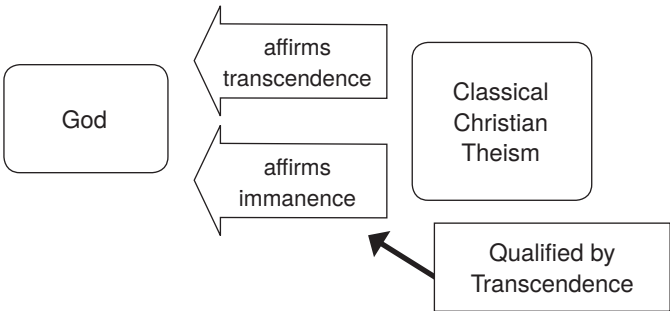 God
affirms
transcendence
affirms
immanence
Classical
Christian
Theism
Qualified by
Transcendence